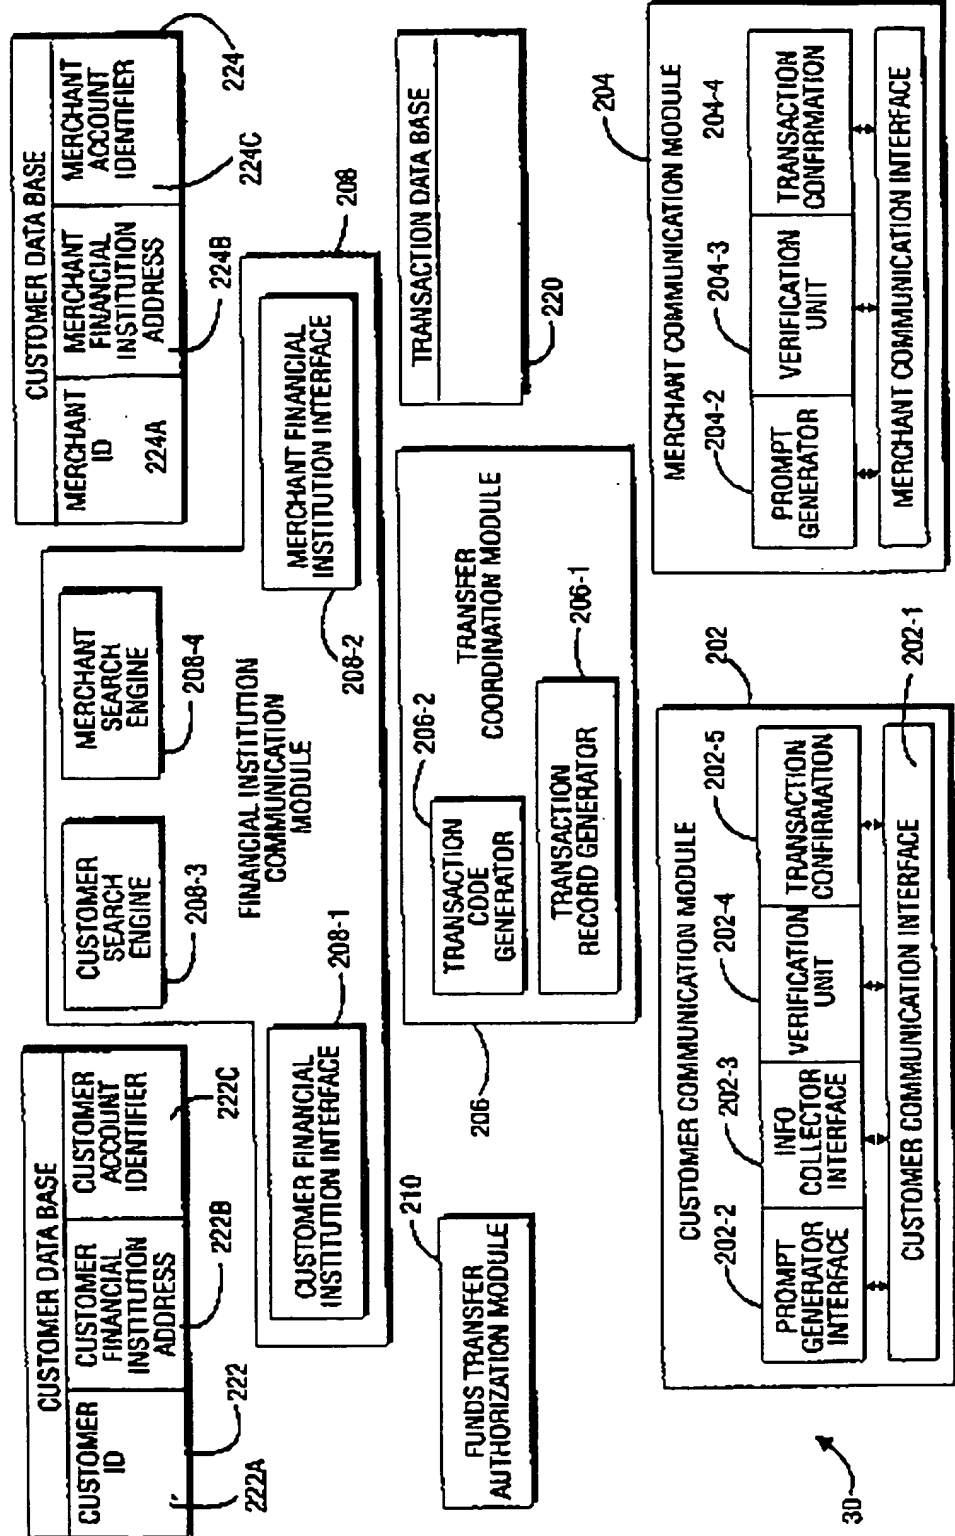 CUSTOMER DATA BASE
CUSTOMER
ID
CUSTOMER
FINANCIAL
INSTITUTION
ADDRESS
CUSTOMER
ACCOUNT
IDENTIFIER
222A
222
222B
222C
CUSTOMER
SEARCH
ENGINE
208-3
MERCHANT
SEARCH
ENGINE
208-4
FINANCIAL INSTITUTION
COMMUNICATION
MODULE
CUSTOMER FINANCIAL
INSTITUTION INTERFACE
208-1
MERCHANT FINANCIAL
INSTITUTION INTERFACE
208-2
208
CUSTOMER DATA BASE
MERCHANT
ID
224A
MERCHANT
FINANCIAL
INSTITUTION
ADDRESS
MERCHANT
ACCOUNT
IDENTIFIER
224B
224C
224
FUNDS TRANSFER
AUTHORIZATION MODULE
210
206
TRANSACTION
CODE
GENERATOR
206-2
TRANSFER
COORDINATION MODULE
TRANSACTION
RECORD GENERATOR
206-1
TRANSACTION DATA BASE
220
30
CUSTOMER COMMUNICATION MODULE
202
202-2
202-3
202-4
202-5
PROMPT
GENERATOR
INTERFACE
INFO
COLLECTOR
INTERFACE
VERIFICATION
UNIT
TRANSACTION
CONFIRMATION
CUSTOMER COMMUNICATION INTERFACE
202-1
MERCHANT COMMUNICATION MODULE
204
204-2
204-3
204-4
PROMPT
GENERATOR
VERIFICATION
UNIT
TRANSACTION
CONFIRMATION
MERCHANT COMMUNICATION INTERFACE